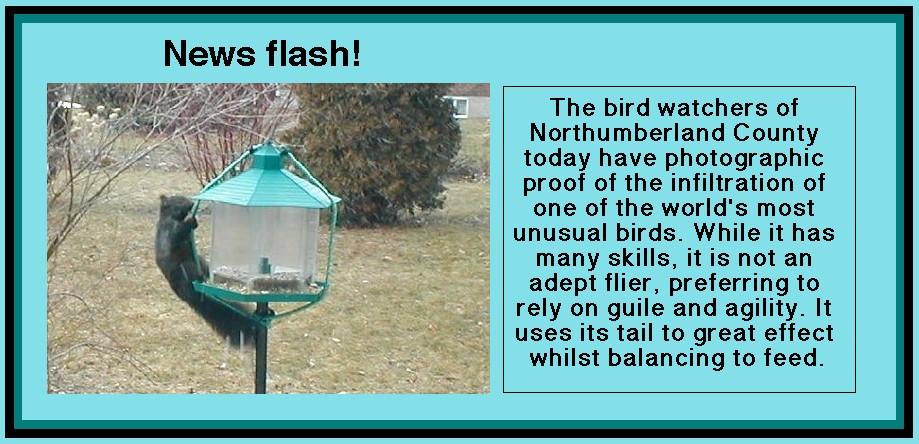 News flash!
The bird watchers of
Northumberland County
today have photographic
proof of the infiltration of
one of the world's most
unusual birds. While it has
many skills, it is not an
adept flier, preferring to
rely on guile and agility. It
uses its tail to great effect
whilst balancing to feed.